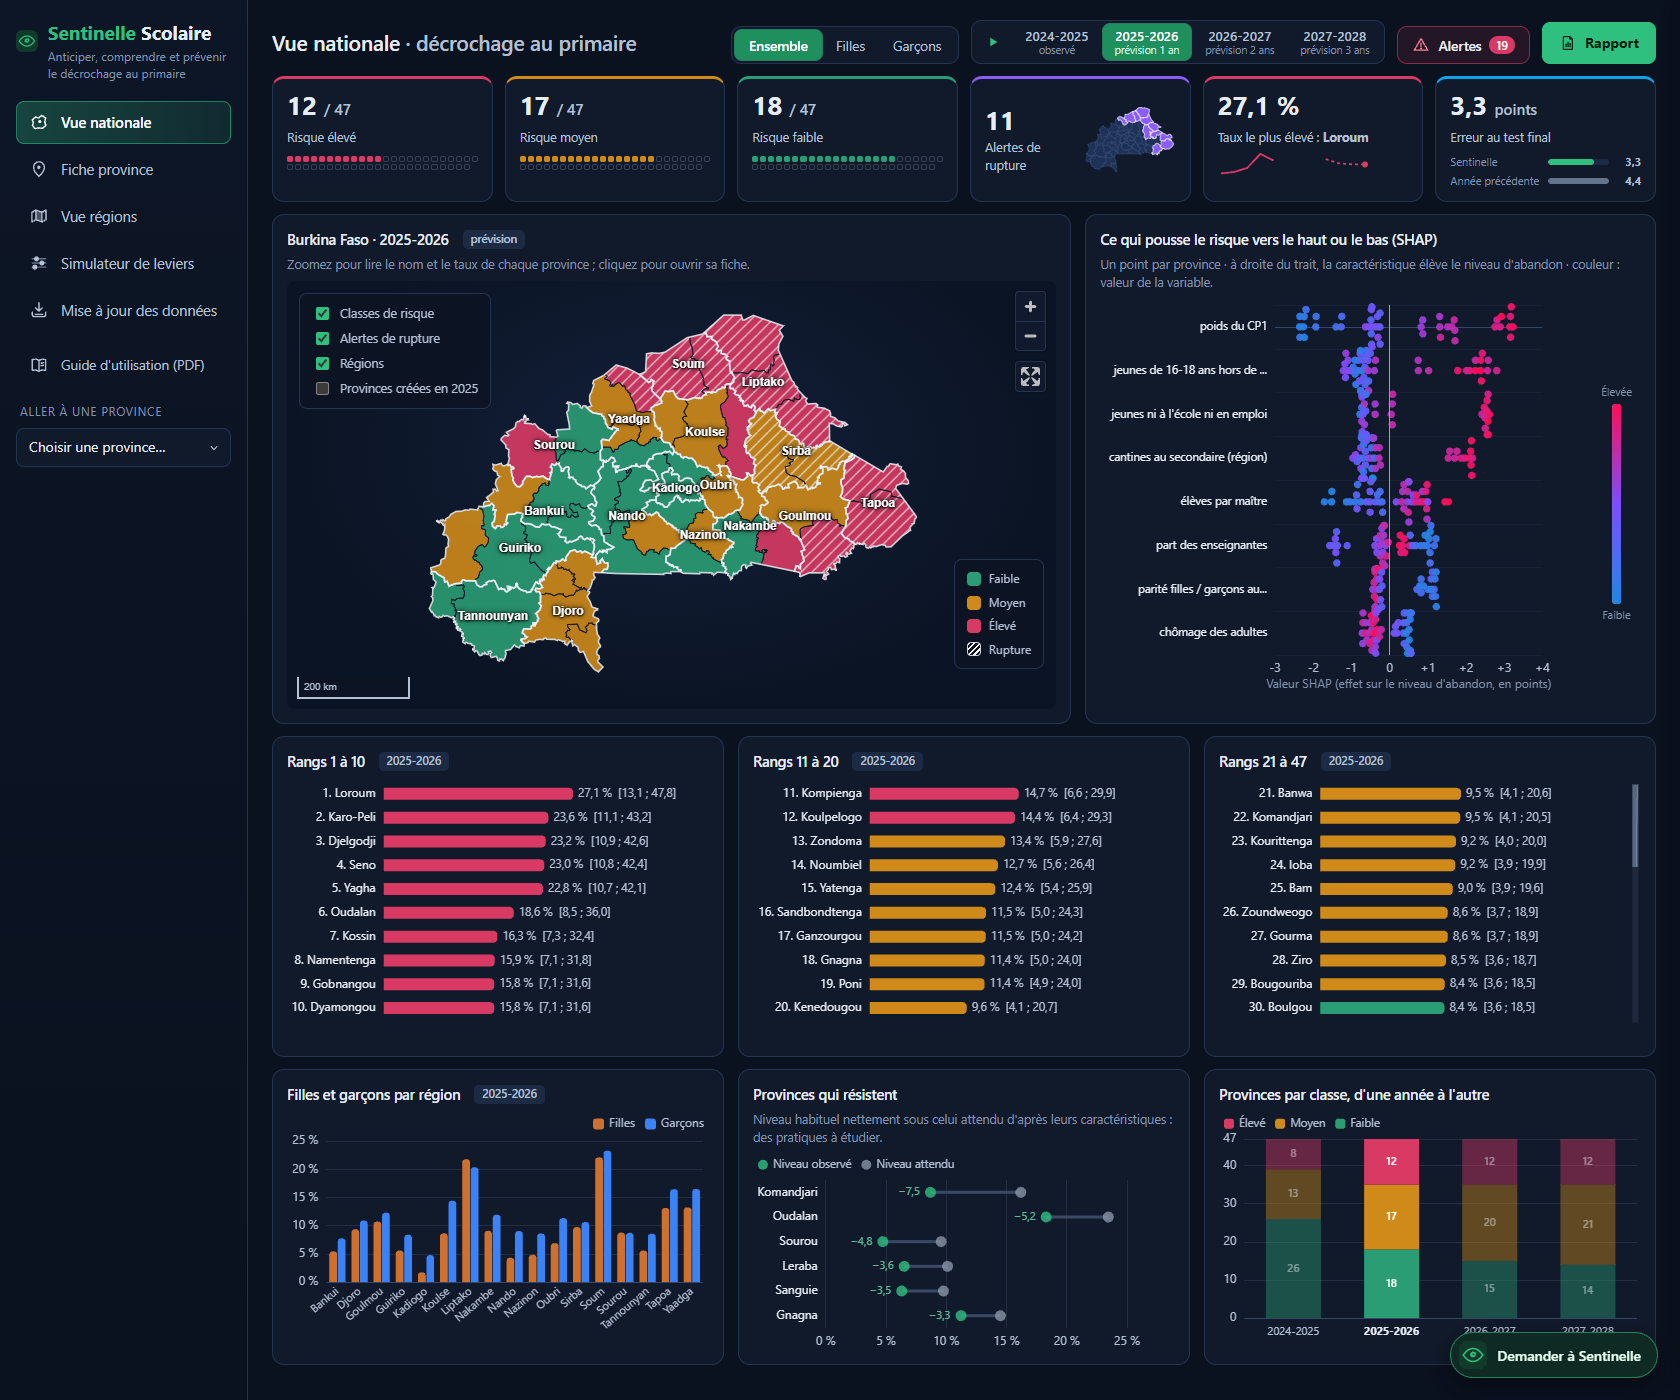 Sentinelle Scolaire
Anticiper, comprendre et prévenir
le décrochage au primaire
Vue nationale
Fiche province
Vue régions
Simulateur de leviers
Mise à jour des données
Guide d'utilisation (PDF)
ALLER À UNE PROVINCE
Choisir une province...
Vue nationale · décrochage au primaire
Ensemble
Filles
Garçons
2024-2025
observé
2025-2026
prévision 1 an
2026-2027
prévision 2 ans
2027-2028
prévision 3 ans
Alertes 19
Rapport
12 / 47
Risque élevé
17 / 47
Risque moyen
18 / 47
Risque faible
11
Alertes de
rupture
27,1 %
Taux le plus élevé : Loroum
3,3 points
Erreur au test final
Sentinelle 3,3
Année précédente 4,4
Burkina Faso · 2025-2026 prévision
Zoomez pour lire le nom et le taux de chaque province ; cliquez pour ouvrir sa fiche.
Classes de risque
Alertes de rupture
Régions
Provinces créées en 2025
+
−
Soum
Liptako
Yaadga
Koulse
Sourou
Sirba
Kadiogo
Oubri
Tapoa
Bankui
Nando
Goulmou
Nakambé
Nazinon
Guiriko
Tannounyan
Djoro
Faible
Moyen
Élevé
Rupture
200 km
Ce qui pousse le risque vers le haut ou le bas (SHAP)
Un point par province · à droite du trait, la caractéristique élève le niveau d'abandon · couleur :
valeur de la variable.
poids du CP1
jeunes de 16-18 ans hors de ...
jeunes ni à l'école ni en emploi
cantines au secondaire (région)
élèves par maître
part des enseignantes
parité filles / garçons au...
chômage des adultes
-3 -2 -1 0 +1 +2 +3 +4
Valeur SHAP (effet sur le niveau d'abandon, en points)
Élevée
Faible
Rangs 1 à 10 2025-2026
1. Loroum 27,1 % [13,1 ; 47,8]
2. Karo-Peli 23,6 % [11,1 ; 43,2]
3. Djelgodji 23,2 % [10,9 ; 42,6]
4. Seno 23,0 % [10,8 ; 42,4]
5. Yagha 22,8 % [10,7 ; 42,1]
6. Oudalan 18,6 % [8,5 ; 36,0]
7. Kossin 16,3 % [7,3 ; 32,4]
8. Namentenga 15,9 % [7,1 ; 31,8]
9. Gobnangou 15,8 % [7,1 ; 31,6]
10. Dyamongou 15,8 % [7,1 ; 31,6]
Rangs 11 à 20 2025-2026
11. Kompienga 14,7 % [6,6 ; 29,9]
12. Koulpelogo 14,4 % [6,4 ; 29,3]
13. Zondoma 13,4 % [5,9 ; 27,6]
14. Noumbiel 12,7 % [5,6 ; 26,4]
15. Yatenga 12,4 % [5,4 ; 25,9]
16. Sandbondtenga 11,5 % [5,0 ; 24,3]
17. Ganzourgou 11,5 % [5,0 ; 24,2]
18. Gnagna 11,4 % [5,0 ; 24,0]
19. Poni 11,4 % [4,9 ; 24,0]
20. Kenedougou 9,6 % [4,1 ; 20,7]
Rangs 21 à 47 2025-2026
21. Banwa 9,5 % [4,1 ; 20,6]
22. Komandjari 9,5 % [4,1 ; 20,5]
23. Kourittenga 9,2 % [4,0 ; 20,0]
24. Ioba 9,2 % [3,9 ; 19,9]
25. Bam 9,0 % [3,9 ; 19,6]
26. Zoundweogo 8,6 % [3,7 ; 18,9]
27. Gourma 8,6 % [3,7 ; 18,9]
28. Ziro 8,5 % [3,6 ; 18,7]
29. Bougouriba 8,4 % [3,6 ; 18,5]
30. Boulgou 8,4 % [3,6 ; 18,5]
Filles et garçons par région 2025-2026
Filles Garçons
25 %
20 %
15 %
10 %
5 %
0 %
Bankui Djoro Goulmou Guiriko Kadiogo Koulse Liptako Nakambe Nando Nazinon Oubri Sirba Soum Sourou Tannounyan Tapoa Yaadga
Provinces qui résistent
Niveau habituel nettement sous celui attendu d'après leurs caractéristiques :
des pratiques à étudier.
Niveau observé Niveau attendu
Komandjari −7,5
Oudalan −5,2
Sourou −4,8
Leraba −3,6
Sanguie −3,5
Gnagna −3,3
0 % 5 % 10 % 15 % 20 % 25 %
Provinces par classe, d'une année à l'autre
Élevé Moyen Faible
47
40
30
20
10
0
8 12 12 12
13 17 20 21
26 18 15 14
2024-2025 2025-2026 2026-2027 2027-2028
Demander à Sentinelle